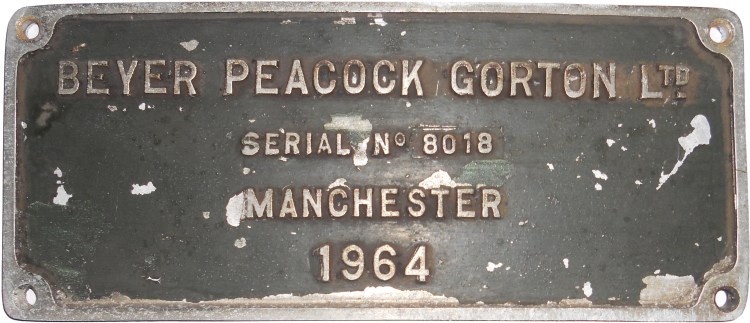 BEYER PEACOCK GORTON LTD
SERIAL NO 8018
MANCHESTER
1964